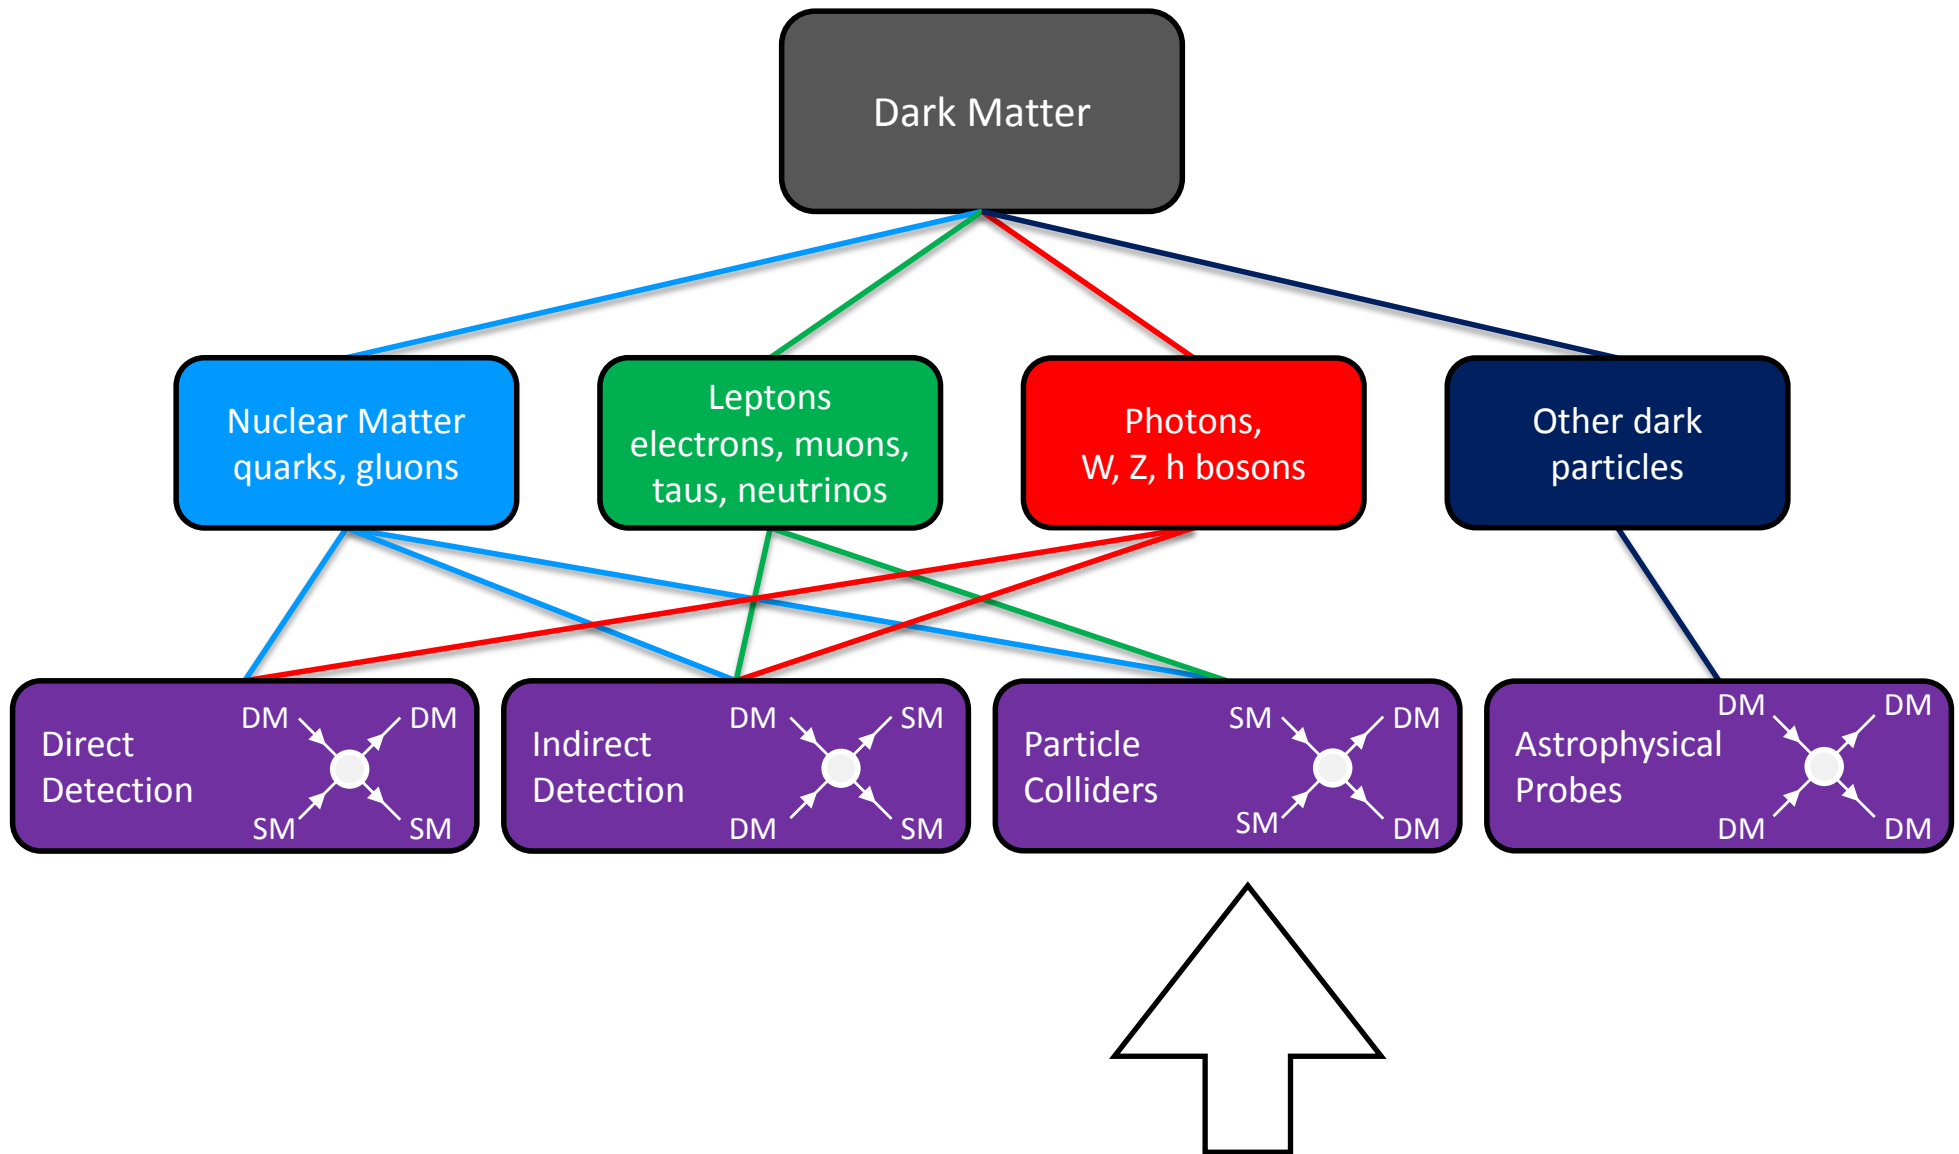 Dark Matter
Nuclear Matter
quarks, gluons
Leptons
electrons, muons,
taus, neutrinos
Photons,
W, Z, h bosons
Other dark
particles
Direct
Detection
DM
DM
SM
SM
Indirect
Detection
DM
SM
DM
SM
Particle
Colliders
SM
DM
SM
DM
Astrophysical
Probes
DM
DM
DM
DM